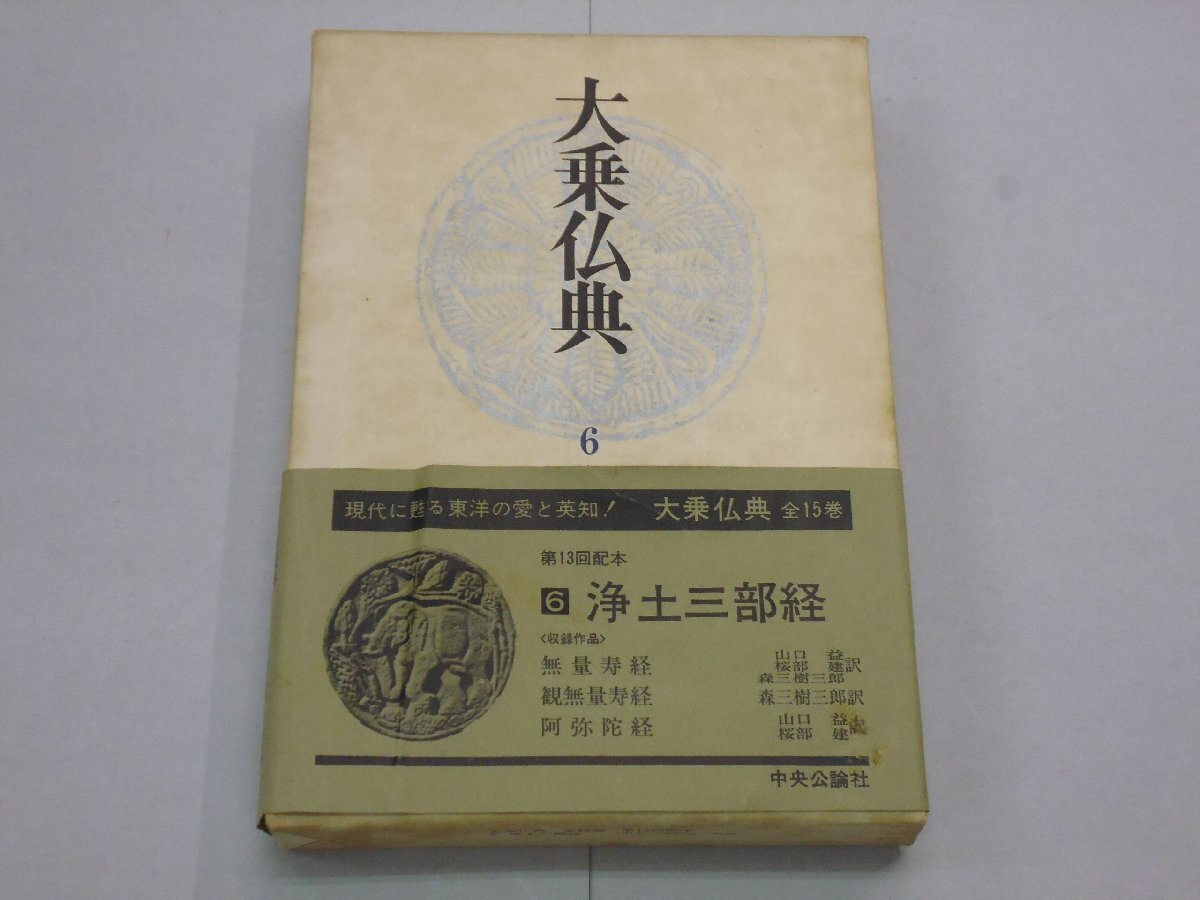 大乗仏典
6
現代に甦る東洋の愛と英知！ 大乗仏典 全15巻
第13回配本
6 浄土三部経
〈収録作品〉
無量寿経 山口 益 桜部 建 森三樹三郎 訳
観無量寿経 森三樹三郎訳
阿弥陀経 山口 益 桜部 建
中央公論社